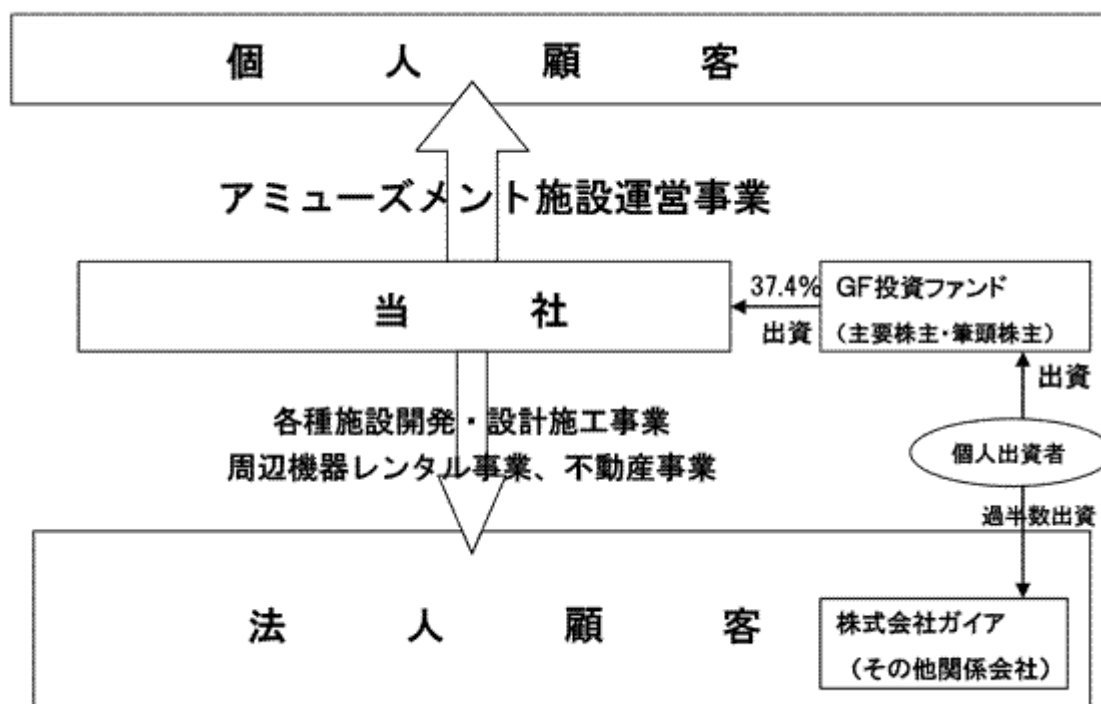 個人顧客
アミューズメント施設運営事業
当社
37.4%
出資
GF投資ファンド
(主要株主・筆頭株主)
出資
各種施設開発・設計施工事業
周辺機器レンタル事業、不動産事業
個人出資者
過半数出資
法人顧客
株式会社ガイア
(その他関係会社)